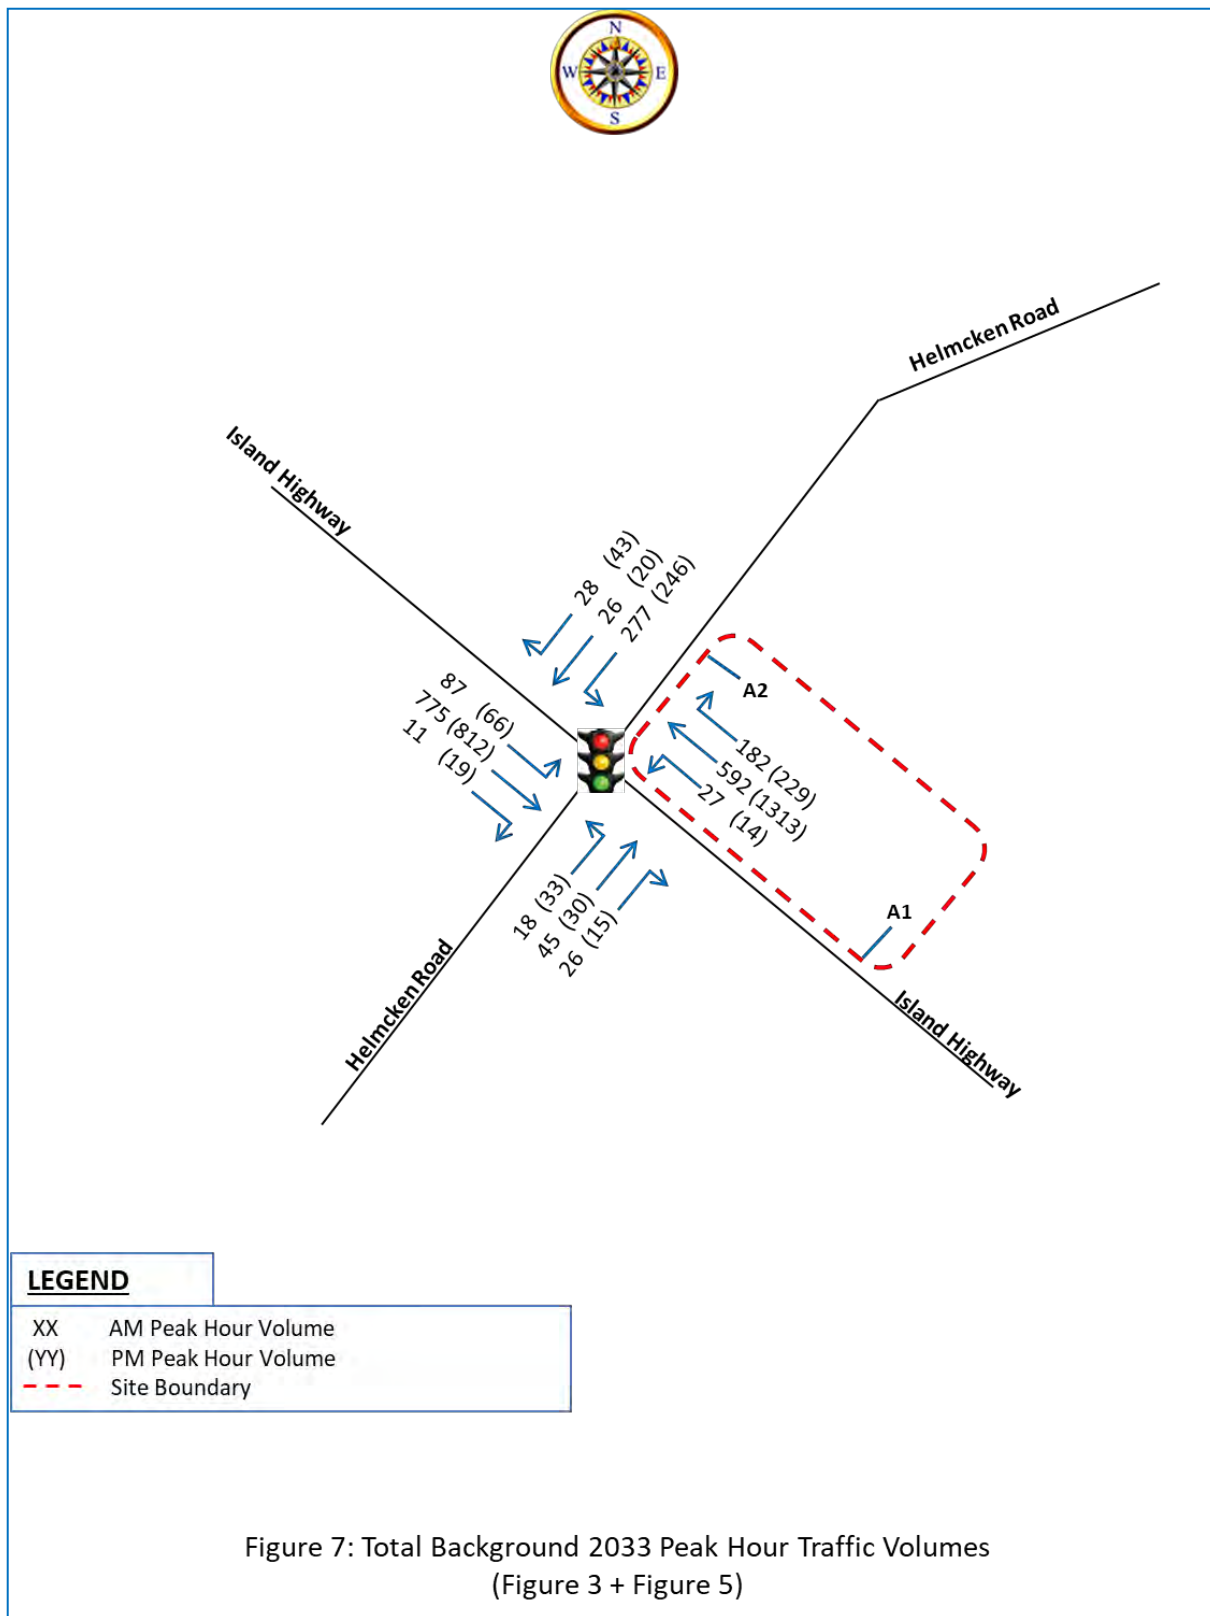 N
W E
S
Helmcken Road
Island Highway
28 (43)
26 (20)
277 (246)
87 (66)
775 (812)
11 (19)
A2
182 (229)
592 (1313)
27 (14)
18 (33)
45 (30)
26 (15)
A1
Helmcken Road
Island Highway
LEGEND
XX AM Peak Hour Volume
(YY) PM Peak Hour Volume
Site Boundary
Figure 7: Total Background 2033 Peak Hour Traffic Volumes
(Figure 3 + Figure 5)